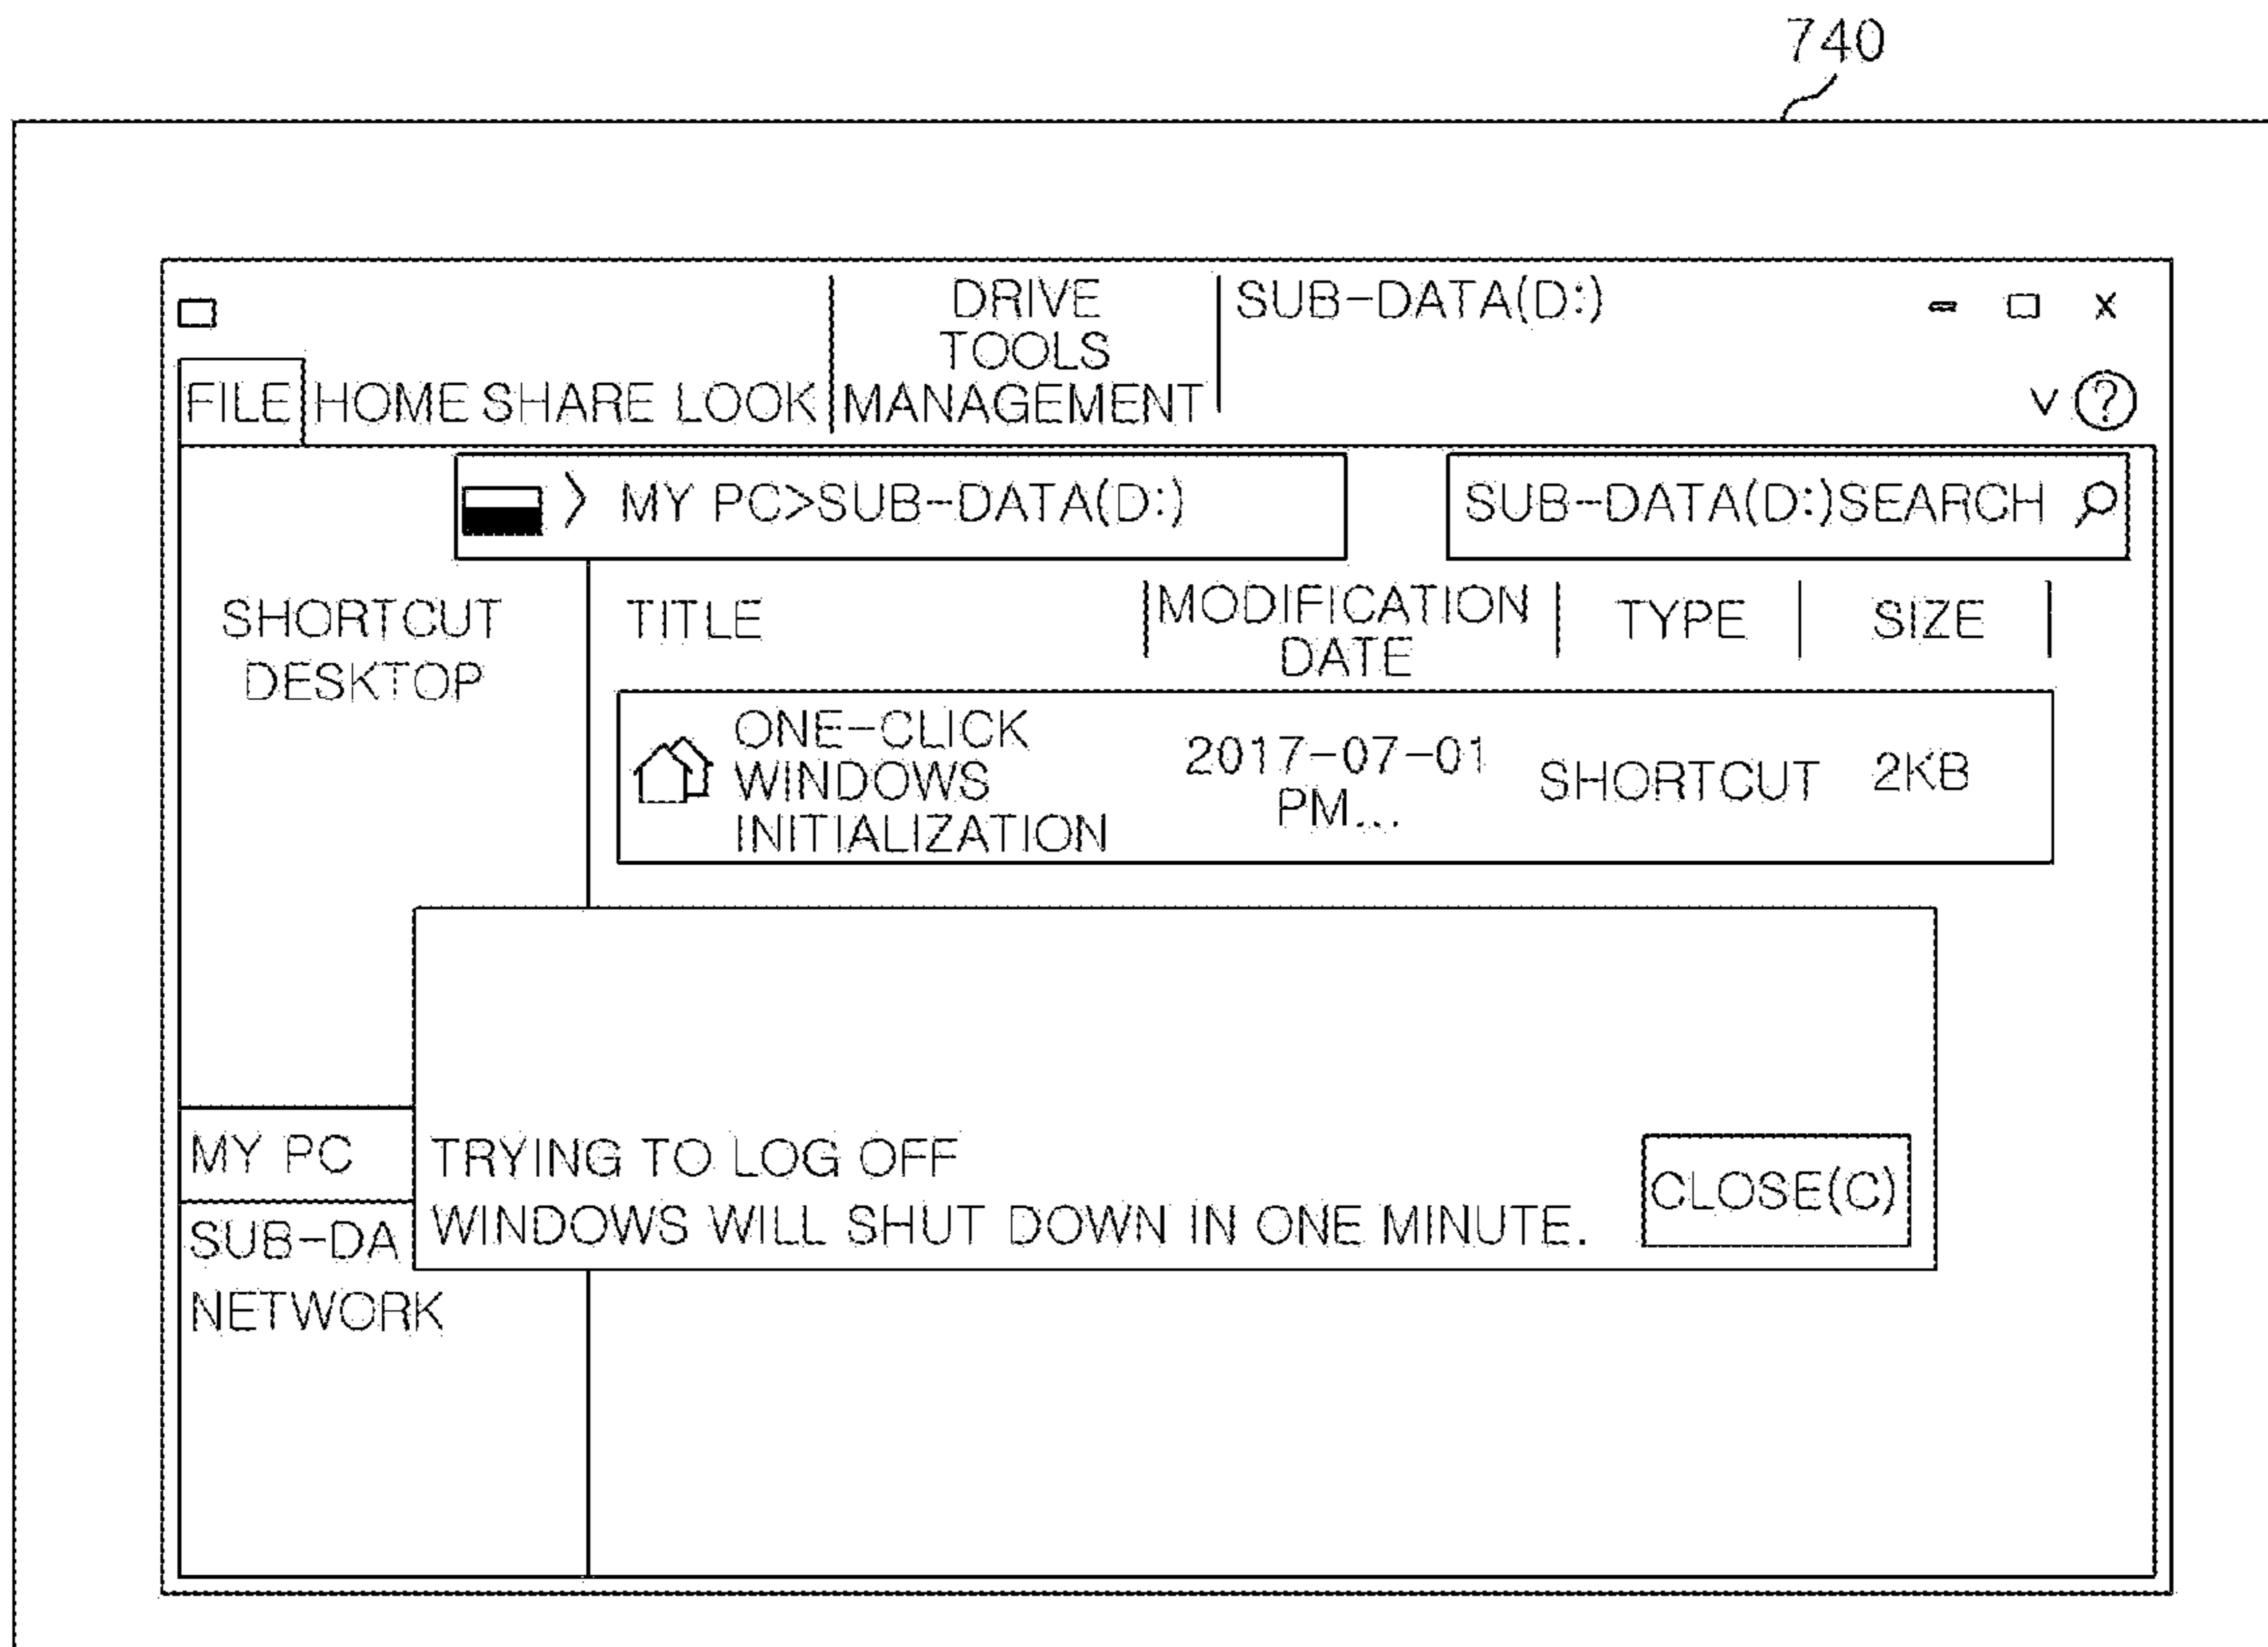 740
DRIVE
TOOLS
MANAGEMENT
SUB-DATA(D:)
- □ x
FILE HOME SHARE LOOK
v ?
> MY PC>SUB-DATA(D:)
SUB-DATA(D:)SEARCH
SHORTCUT
DESKTOP
TITLE
MODIFICATION
DATE
TYPE
SIZE
ONE-CLICK
WINDOWS
INITIALIZATION
2017-07-01
PM...
SHORTCUT
2KB
MY PC
SUB-DA
NETWORK
TRYING TO LOG OFF
WINDOWS WILL SHUT DOWN IN ONE MINUTE.
CLOSE(C)